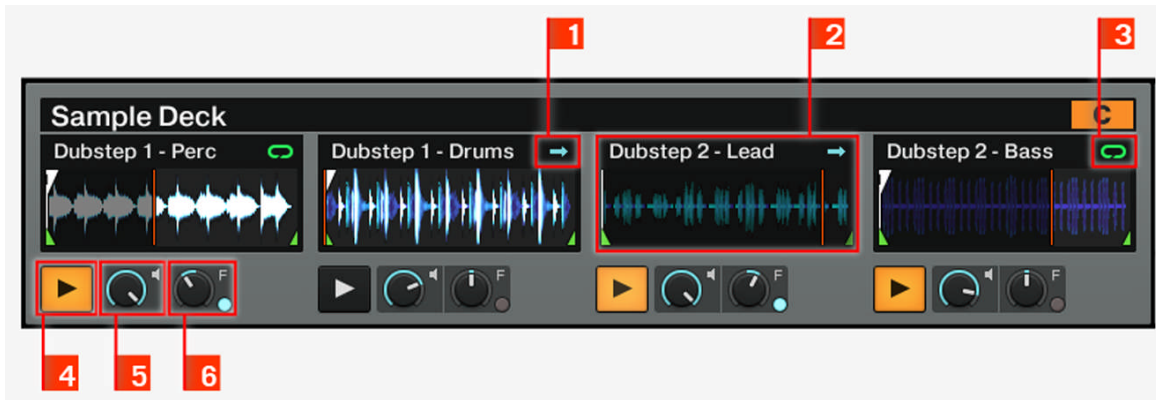 1 2 3
Sample Deck C
Dubstep 1 - Perc Dubstep 1 - Drums Dubstep 2 - Lead Dubstep 2 - Bass
F F F F
4 5 6